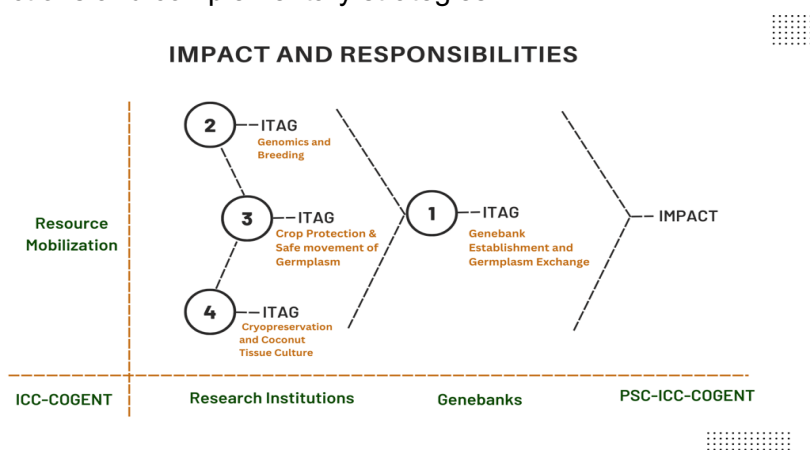 IMPACT AND RESPONSIBILITIES
2
ITAG
Genomics and
Breeding
3
ITAG
Crop Protection &
Safe movement of
Germplasm
4
ITAG
Cryopreservation
and Coconut
Tissue Culture
1
ITAG
Genebank
Establishment and
Germplasm Exchange
IMPACT
Resource
Mobilization
ICC-COGENT
Research Institutions
Genebanks
PSC-ICC-COGENT